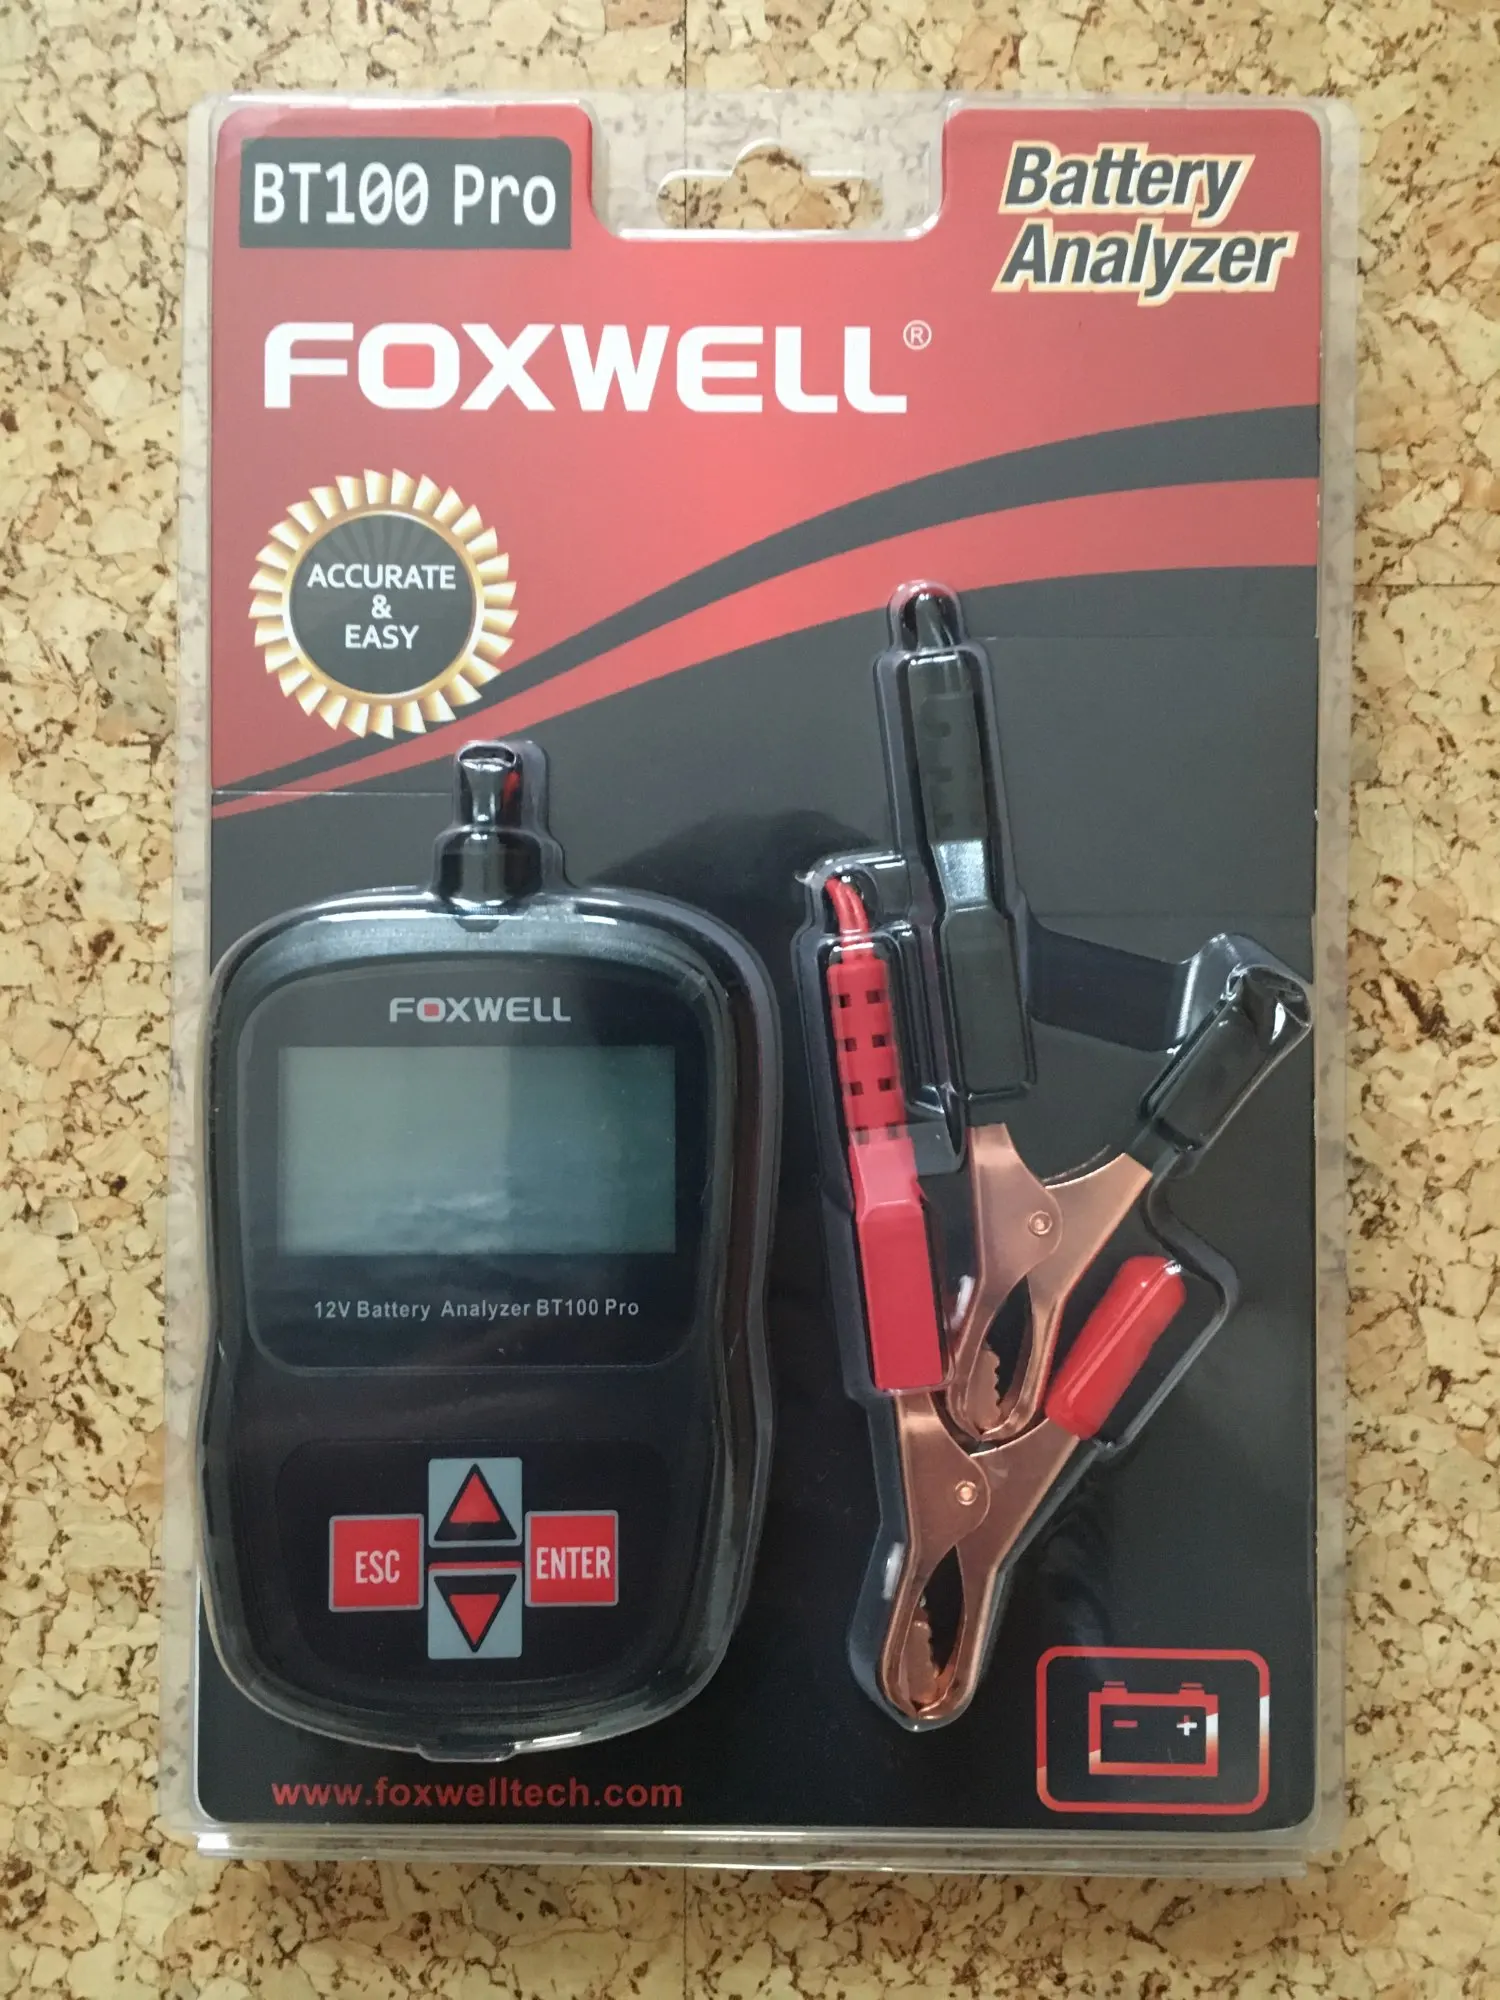 BT100 Pro
Battery
Analyzer
FOXWELL®
ACCURATE
&
EASY
FOXWELL
12V Battery Analyzer BT100 Pro
ESC
ENTER
- +
www.foxwelltech.com